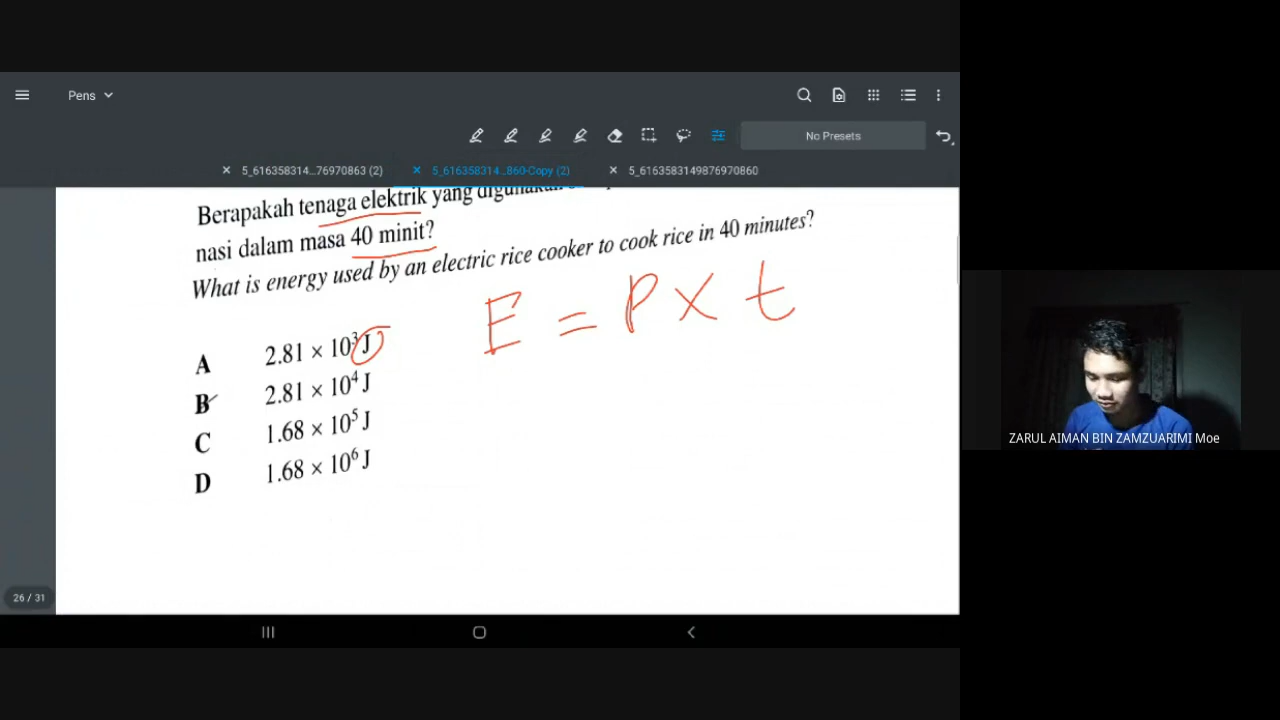 Pens
No Presets
5_616358314...76970863 (2)
5_616358314...860-Copy (2)
5_6163583149876970860
Berapakah tenaga elektrik yang digunakan
nasi dalam masa 40 minit?
What is energy used by an electric rice cooker to cook rice in 40 minutes?
E = P × t
A 2.81 × 10³ J
B 2.81 × 10⁴ J
C 1.68 × 10⁵ J
D 1.68 × 10⁶ J
26 / 31
ZARUL AIMAN BIN ZAMZUARIMI Moe